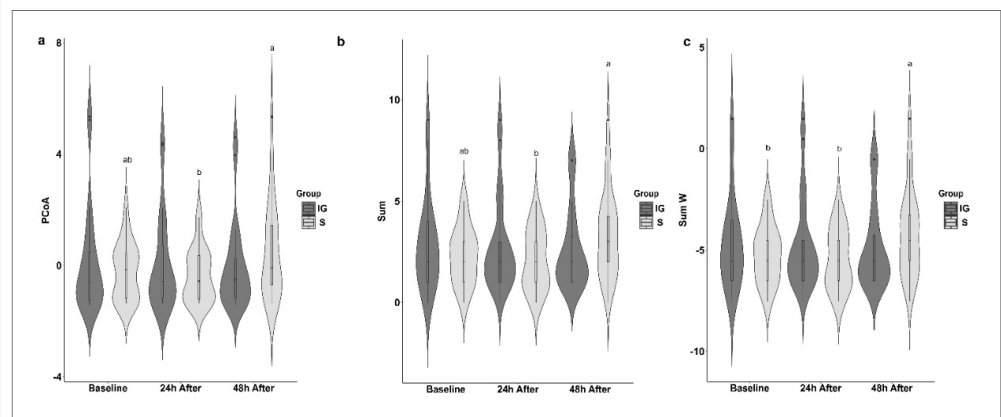 a
8
4
0
-4
PCoA
ab
b
a
Baseline
24h After
48h After
Group
IG
S
b
10
5
0
Sum
ab
b
a
Baseline
24h After
48h After
Group
IG
S
c
5
0
-5
-10
Sum W
b
b
a
Baseline
24h After
48h After
Group
IG
S